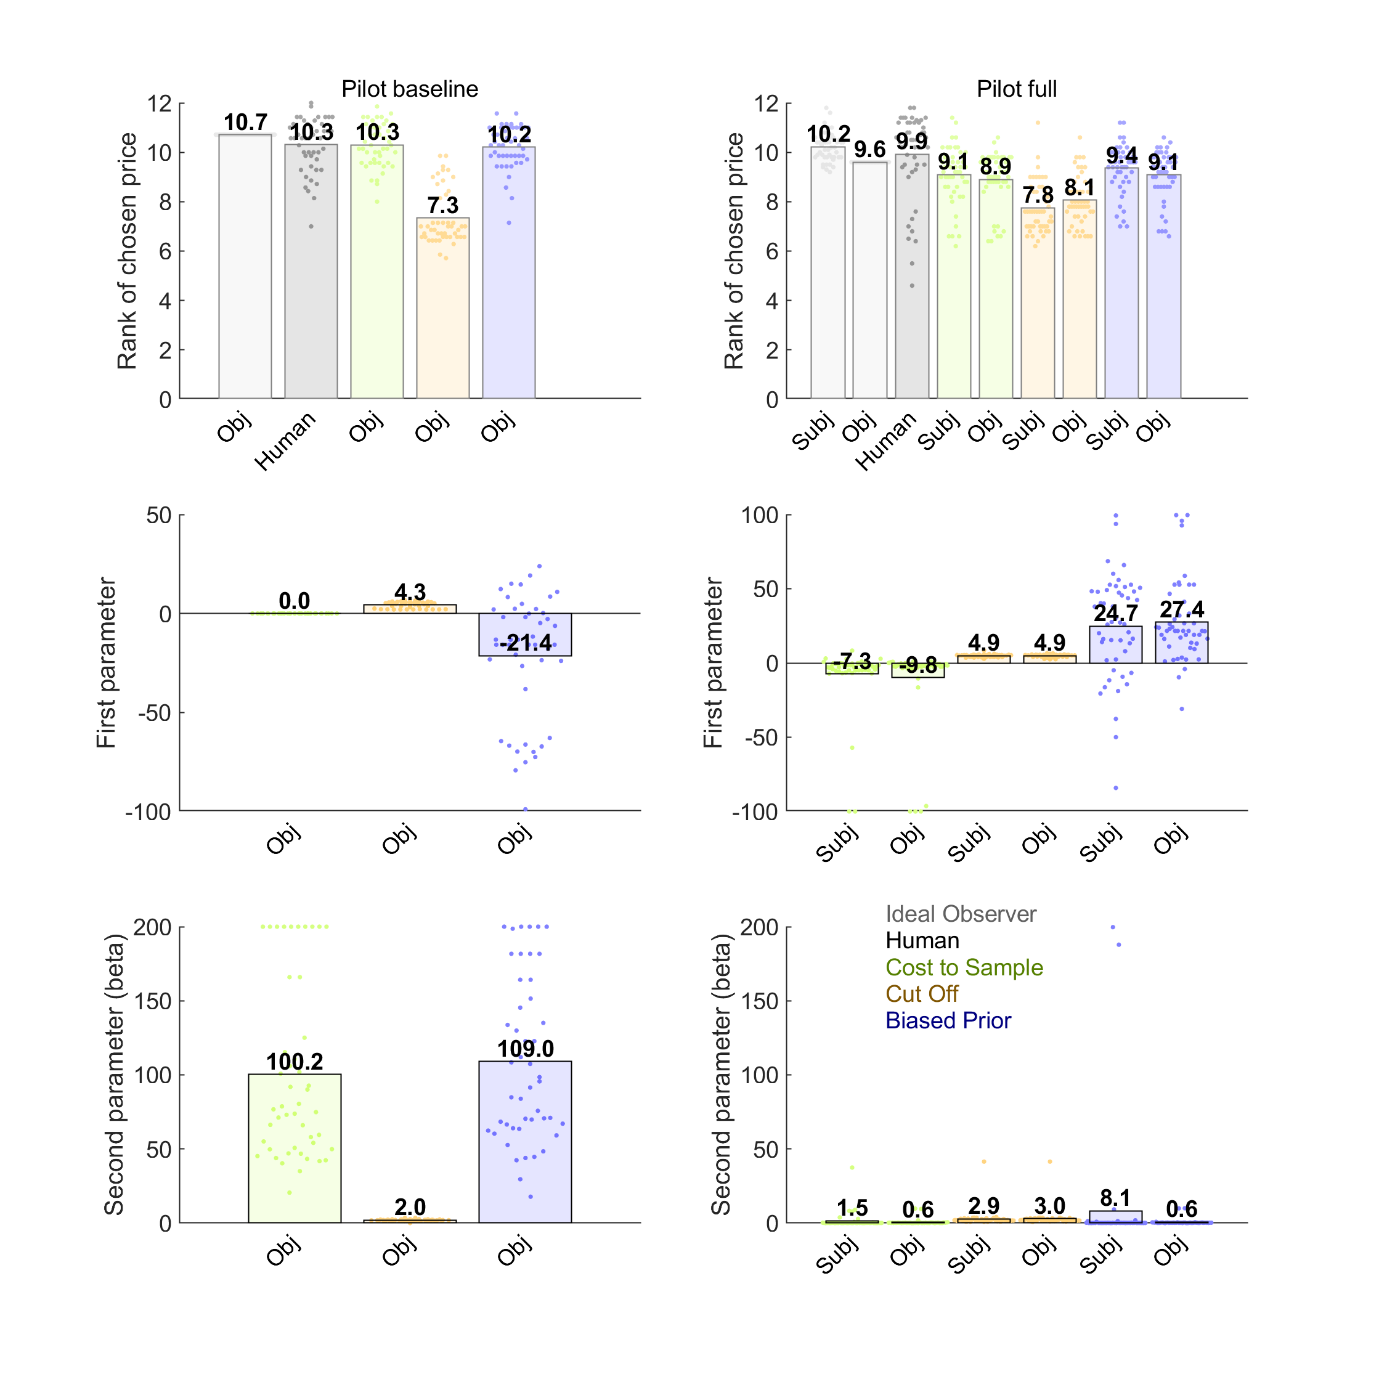 Pilot baseline
12
10
8
6
4
2
0
Rank of chosen price
10.7
10.3
10.3
7.3
10.2
Obj
Human
Obj
Obj
Obj
Pilot full
12
10
8
6
4
2
0
Rank of chosen price
10.2
9.6
9.9
9.1
8.9
7.8
8.1
9.4
9.1
Subj
Obj
Human
Subj
Obj
Subj
Obj
Subj
Obj
50
0
-50
-100
First parameter
0.0
4.3
-21.4
Obj
Obj
Obj
100
50
0
-50
-100
First parameter
-7.3
-9.8
4.9
4.9
24.7
27.4
Subj
Obj
Subj
Obj
Subj
Obj
200
150
100
50
0
Second parameter (beta)
100.2
2.0
109.0
Obj
Obj
Obj
200
150
100
50
0
Second parameter (beta)
Ideal Observer
Human
Cost to Sample
Cut Off
Biased Prior
1.5
0.6
2.9
3.0
8.1
0.6
Subj
Obj
Subj
Obj
Subj
Obj